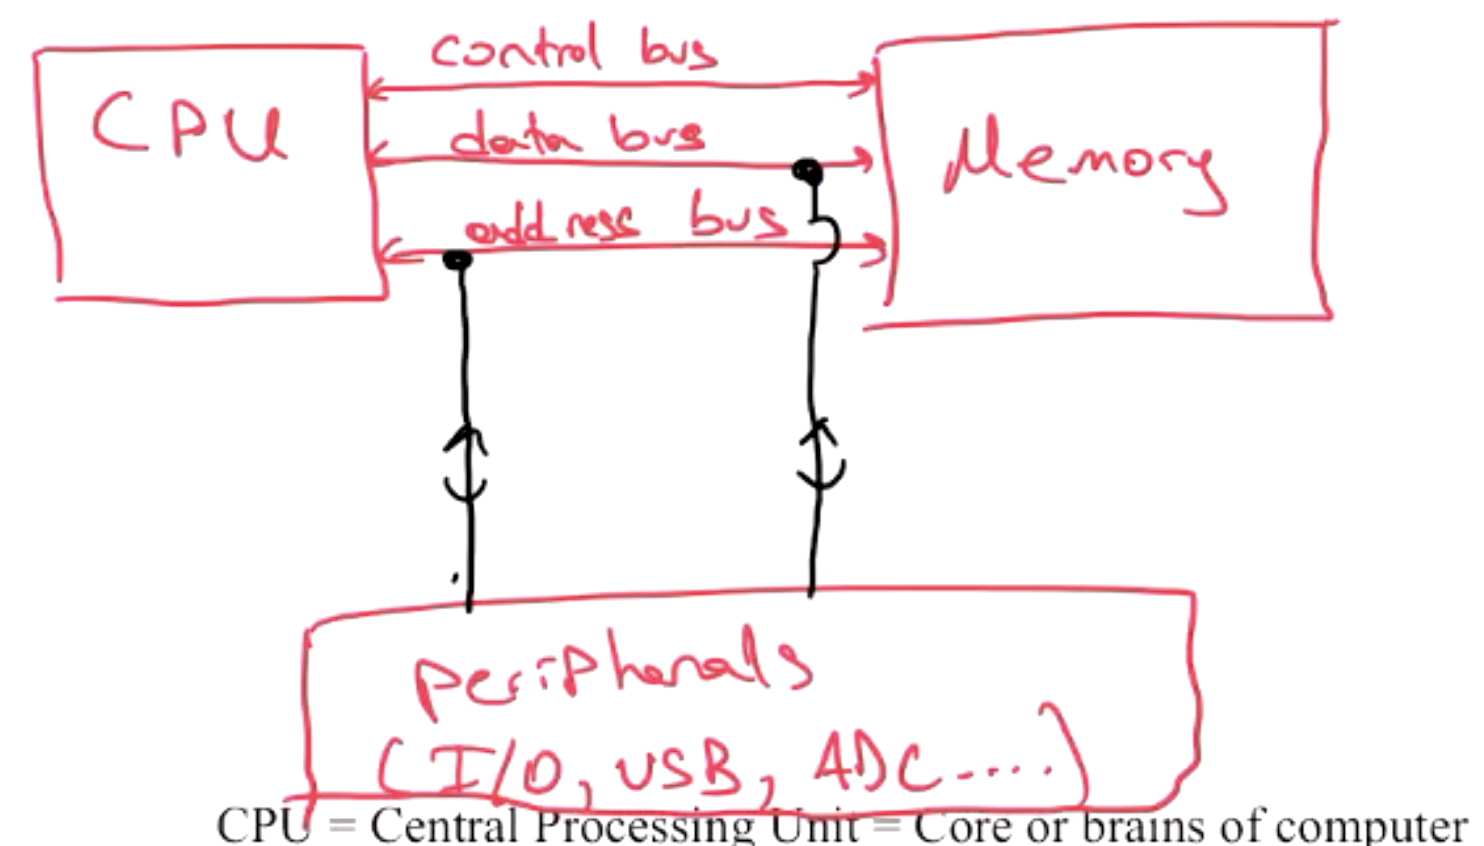 control bus
CPU
data bus
Memory
address bus
peripherals
(I/O, USB, ADC.....)
CPU = Central Processing Unit = Core or brains of computer